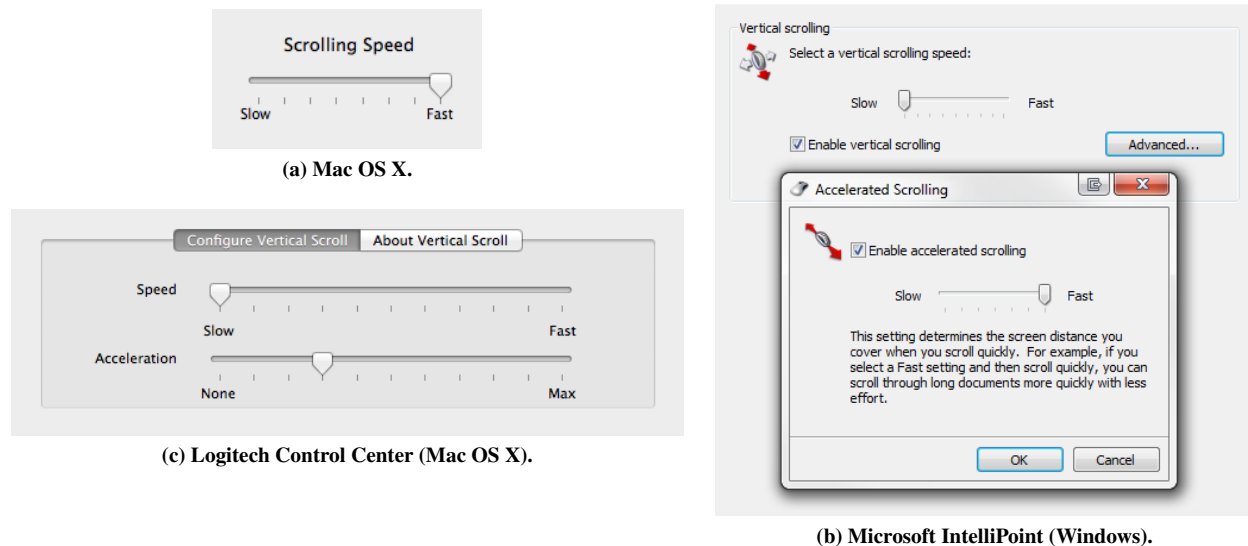 Scrolling Speed
Slow
Fast
(a) Mac OS X.
Configure Vertical Scroll
About Vertical Scroll
Speed
Slow
Fast
Acceleration
None
Max
(c) Logitech Control Center (Mac OS X).
Vertical scrolling
Select a vertical scrolling speed:
Slow
Fast
Enable vertical scrolling
Advanced...
Accelerated Scrolling
Enable accelerated scrolling
Slow
Fast
This setting determines the screen distance you
cover when you scroll quickly. For example, if you
select a Fast setting and then scroll quickly, you can
scroll through long documents more quickly with less
effort.
OK
Cancel
(b) Microsoft IntelliPoint (Windows).